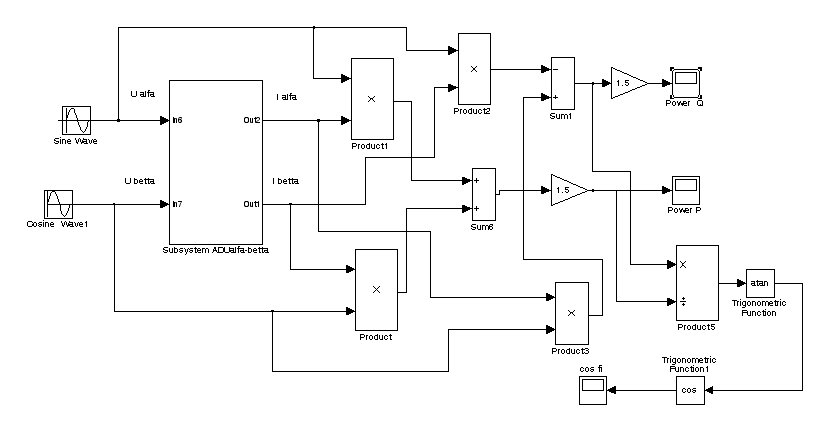 U alfa
I alfa
Sine Wave
In6
Out2
×
Product1
×
Product2
−
+
Sum1
1.5
Power Q
U betta
I betta
Cosine Wave1
In7
Out1
Subsystem ADUalfa-betta
+
+
Sum6
1.5
Power P
×
Product
×
Product3
×
÷
Product5
atan
Trigonometric
Function
Trigonometric
Function1
cos
cos fi